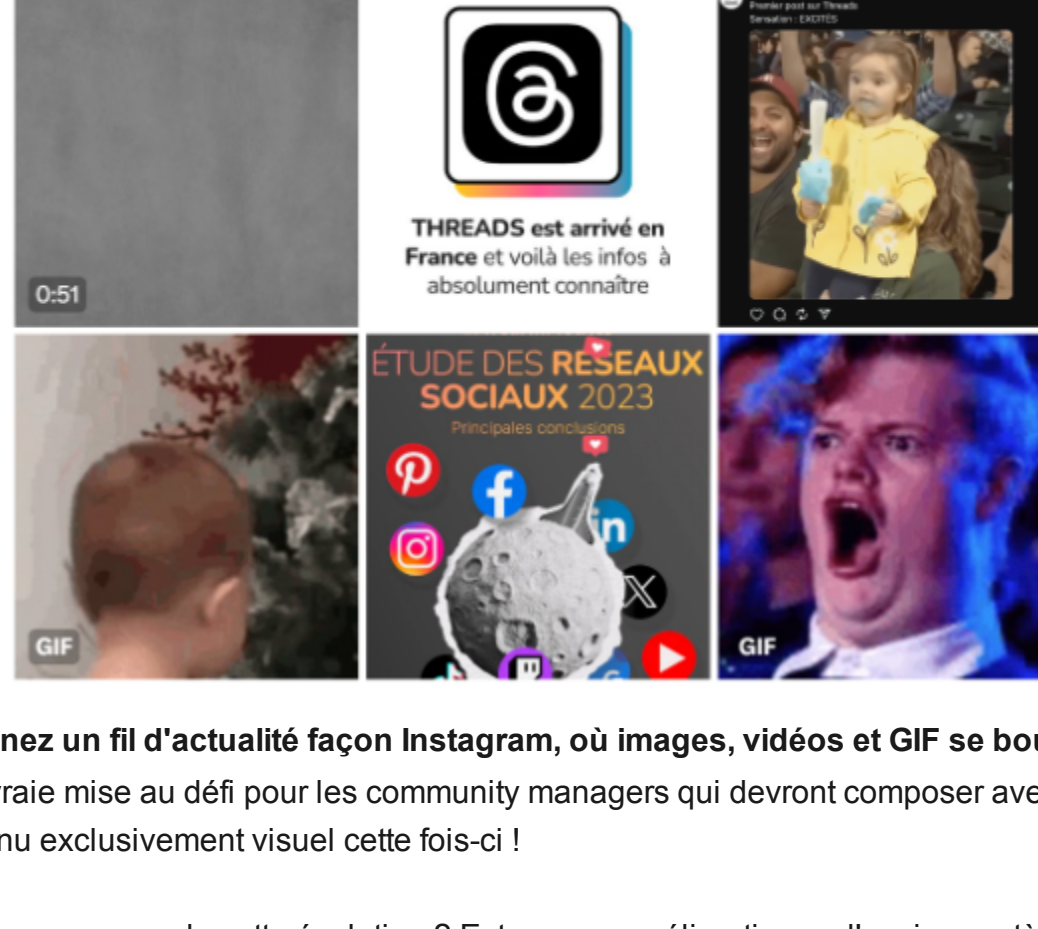 Premier post sur Threads
Sensation : EXCITÉS
0:51
THREADS est arrivé en
France et voilà les infos à
absolument connaître
ÉTUDE DES RÉSEAUX
SOCIAUX 2023
Principales conclusions
in
GIF
GIF
nez un fil d'actualité façon Instagram, où images, vidéos et GIF se bou
vraie mise au défi pour les community managers qui devront composer ave
nu exclusivement visuel cette fois-ci !